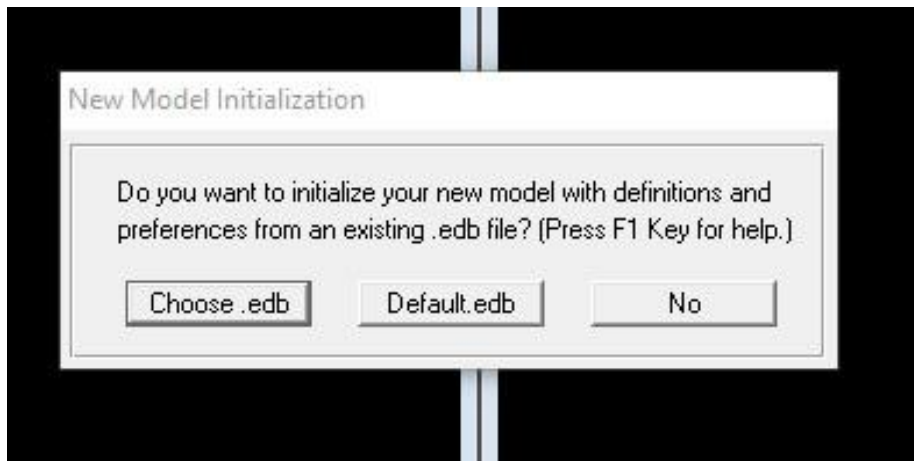 New Model Initialization
Do you want to initialize your new model with definitions and
preferences from an existing .edb file? (Press F1 Key for help.)
Choose .edb
Default.edb
No